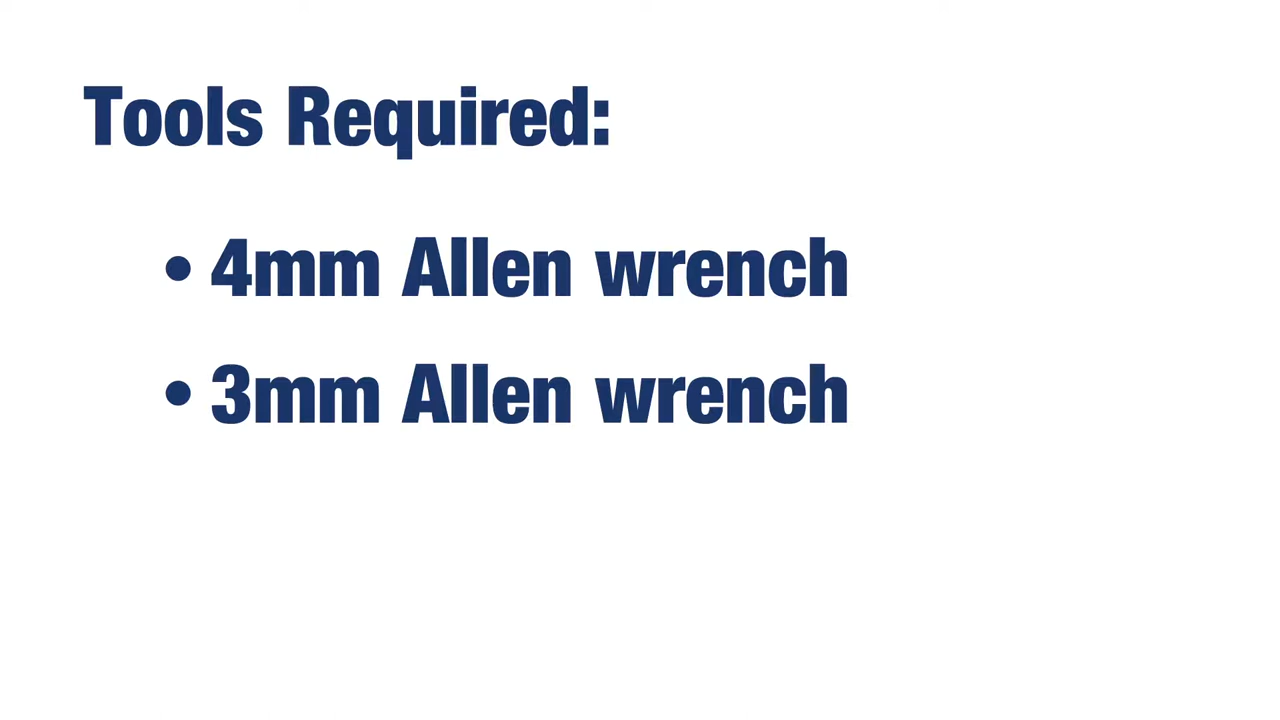 Tools Required:
• 4mm Allen wrench
• 3mm Allen wrench